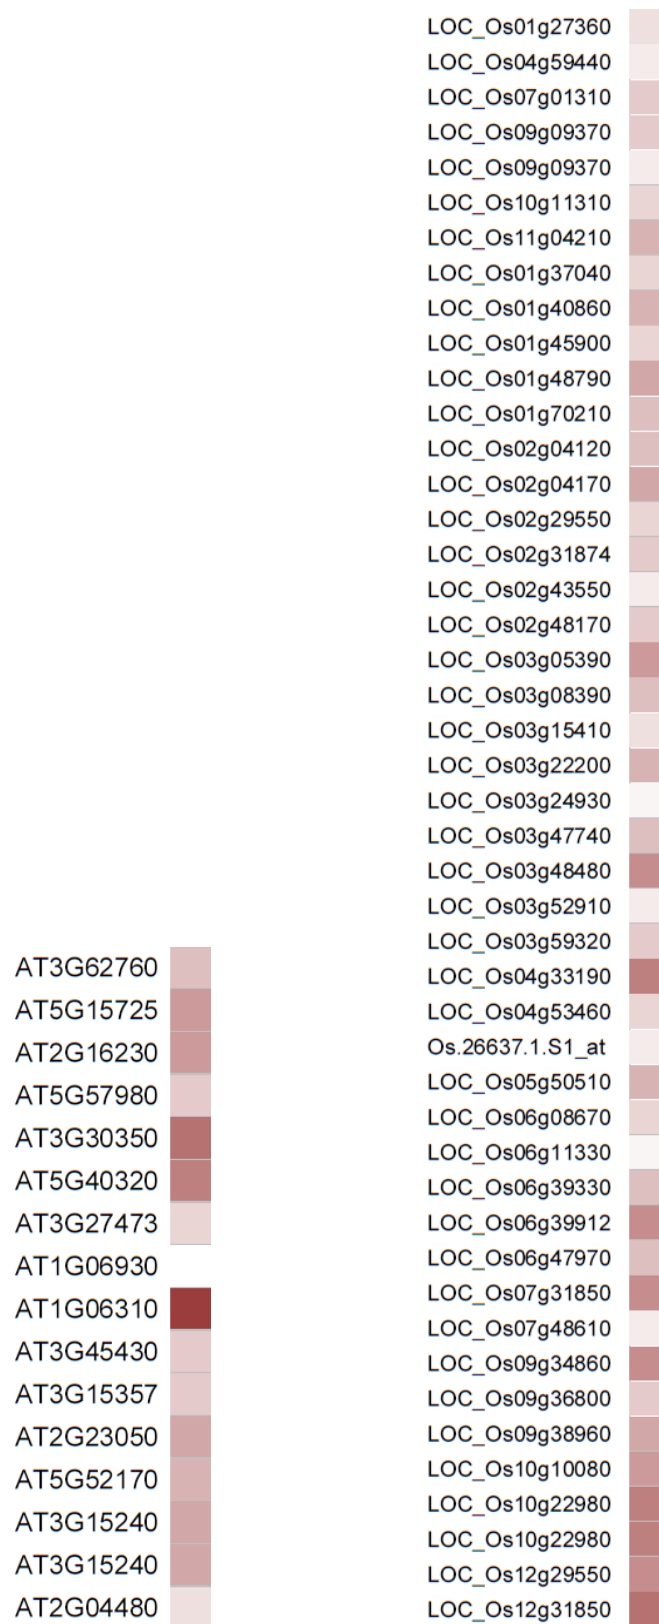 AT3G62760
AT5G15725
AT2G16230
AT5G57980
AT3G30350
AT5G40320
AT3G27473
AT1G06930
AT1G06310
AT3G45430
AT3G15357
AT2G23050
AT5G52170
AT3G15240
AT3G15240
AT2G04480
LOC_Os01g27360
LOC_Os04g59440
LOC_Os07g01310
LOC_Os09g09370
LOC_Os09g09370
LOC_Os10g11310
LOC_Os11g04210
LOC_Os01g37040
LOC_Os01g40860
LOC_Os01g45900
LOC_Os01g48790
LOC_Os01g70210
LOC_Os02g04120
LOC_Os02g04170
LOC_Os02g29550
LOC_Os02g31874
LOC_Os02g43550
LOC_Os02g48170
LOC_Os03g05390
LOC_Os03g08390
LOC_Os03g15410
LOC_Os03g22200
LOC_Os03g24930
LOC_Os03g47740
LOC_Os03g48480
LOC_Os03g52910
LOC_Os03g59320
LOC_Os04g33190
LOC_Os04g53460
Os.26637.1.S1_at
LOC_Os05g50510
LOC_Os06g08670
LOC_Os06g11330
LOC_Os06g39330
LOC_Os06g39912
LOC_Os06g47970
LOC_Os07g31850
LOC_Os07g48610
LOC_Os09g34860
LOC_Os09g36800
LOC_Os09g38960
LOC_Os10g10080
LOC_Os10g22980
LOC_Os10g22980
LOC_Os12g29550
LOC_Os12g31850